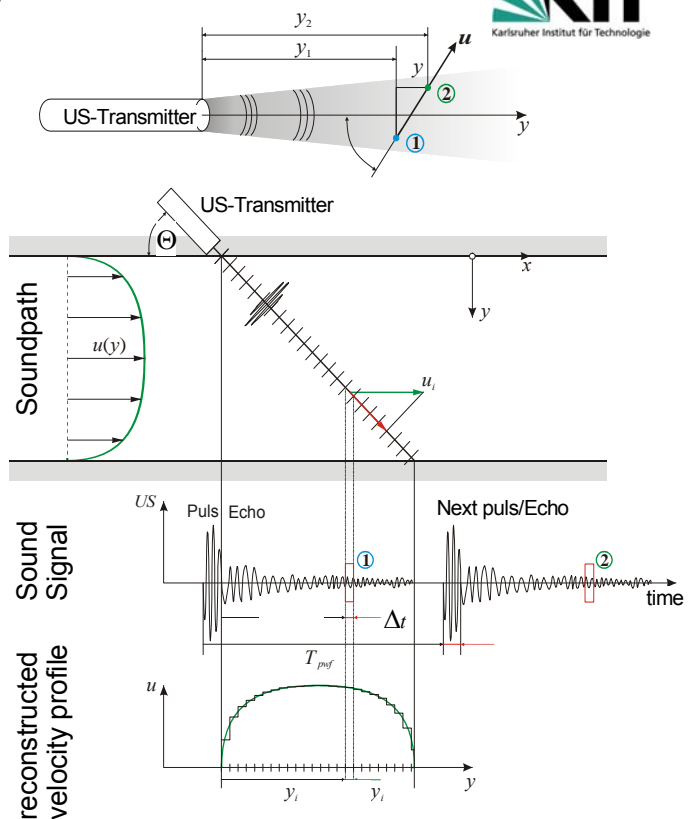 KIT
Karlsruher Institut für Technologie
y₂
y₁
u
y
②
US-Transmitter
①
y
US-Transmitter
Θ
x
y
Soundpath
u(y)
uᵢ
Sound
Signal
US
Puls Echo
Next puls/Echo
①
②
time
Δt
T_pwf
reconstructed
velocity profile
u
yᵢ
yᵢ
y